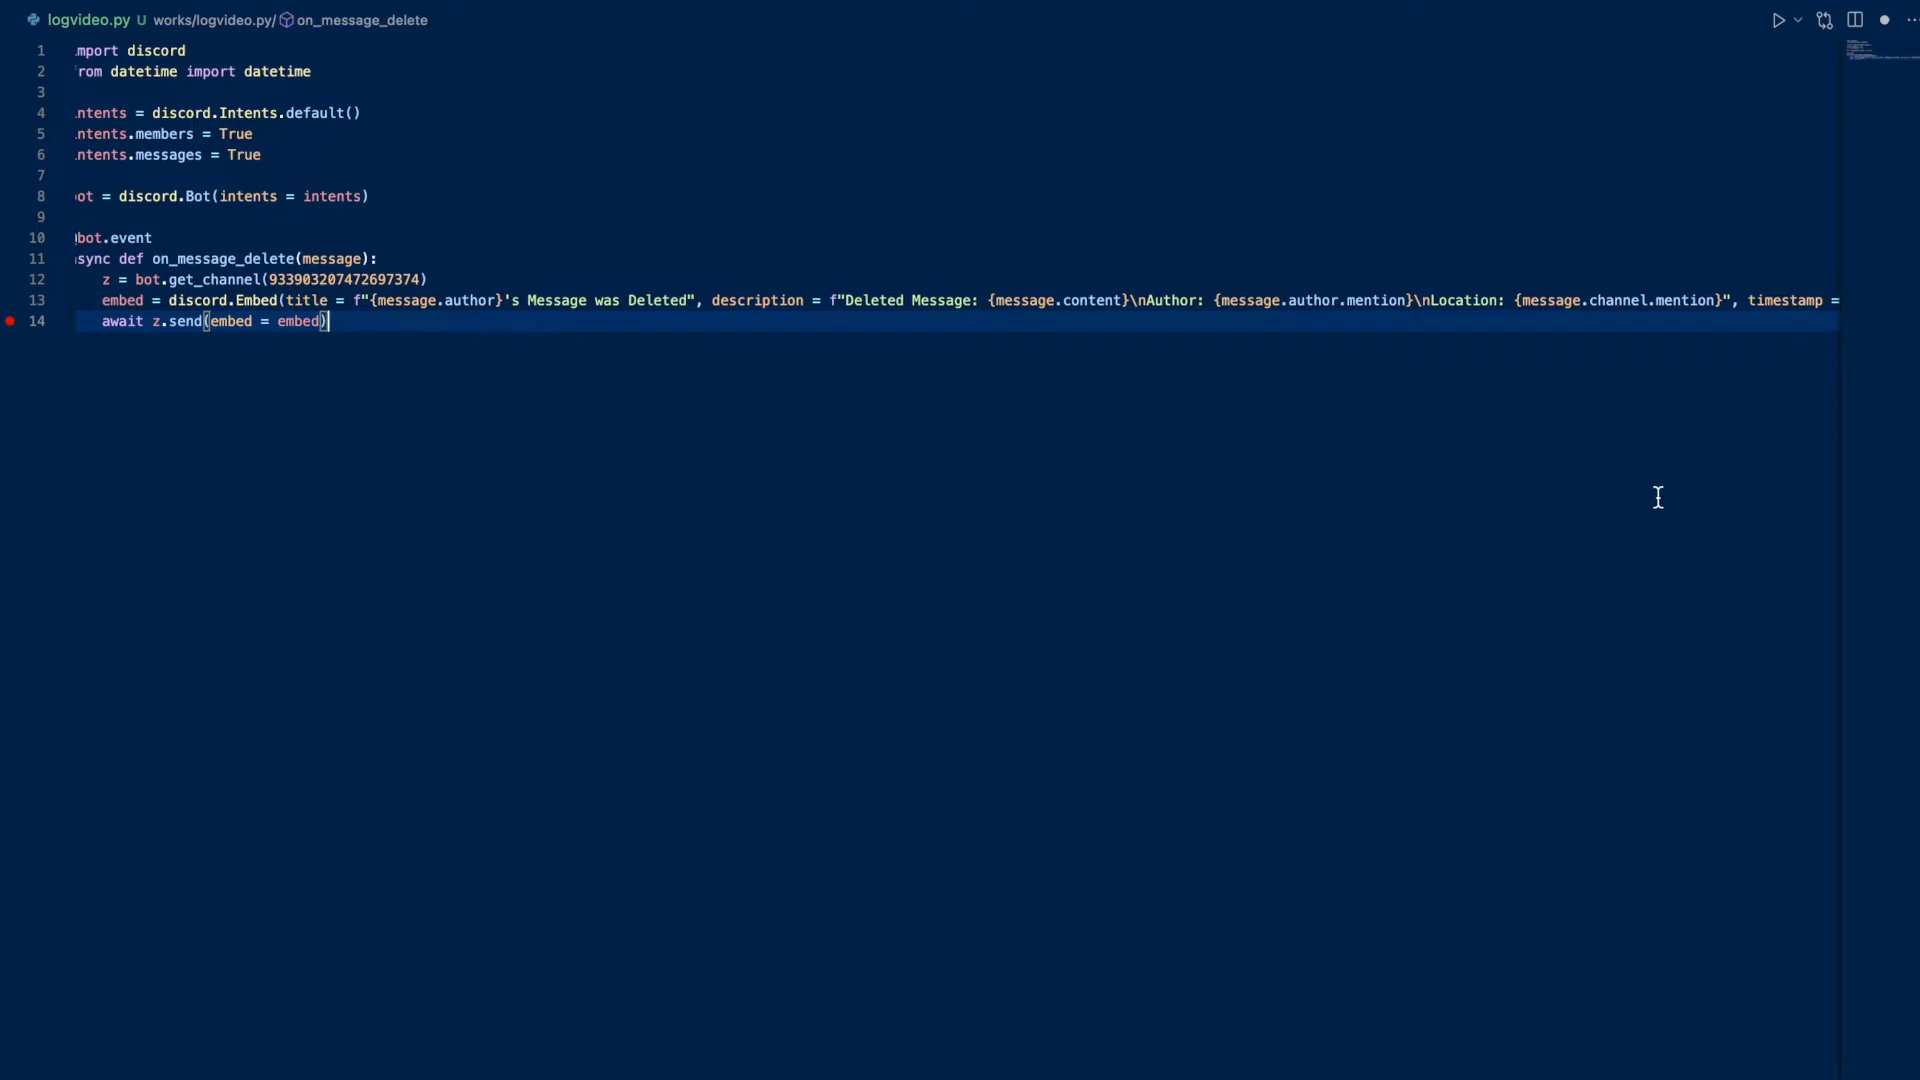 logvideo.py U works/logvideo.py/ on_message_delete
1 mport discord
2 rom datetime import datetime
3
4 ntents = discord.Intents.default()
5 ntents.members = True
6 ntents.messages = True
7
8 ot = discord.Bot(intents = intents)
9
10 bot.event
11 sync def on_message_delete(message):
12 z = bot.get_channel(933903207472697374)
13 embed = discord.Embed(title = f"{message.author}'s Message was Deleted", description = f"Deleted Message: {message.content}\nAuthor: {message.author.mention}\nLocation: {message.channel.mention}", timestamp =
14 await z.send(embed = embed)